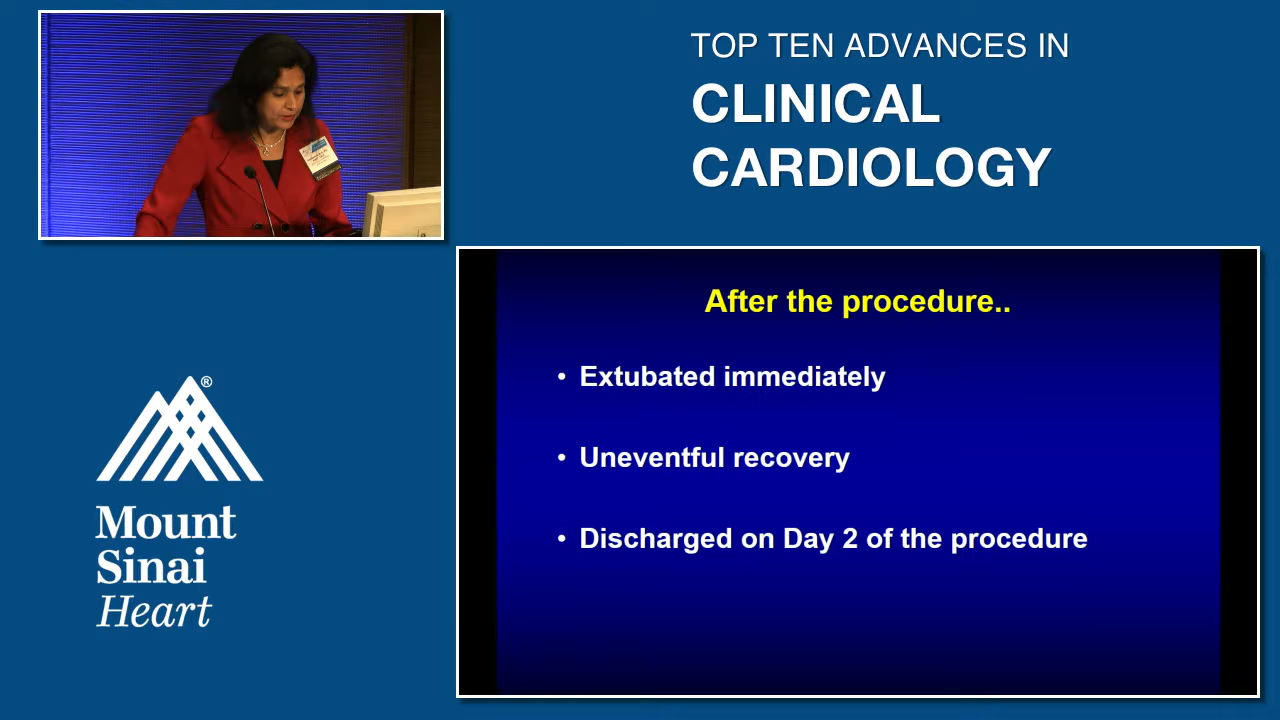 TOP TEN ADVANCES IN
CLINICAL
CARDIOLOGY
After the procedure..
• Extubated immediately
• Uneventful recovery
• Discharged on Day 2 of the procedure
®
Mount
Sinai
Heart